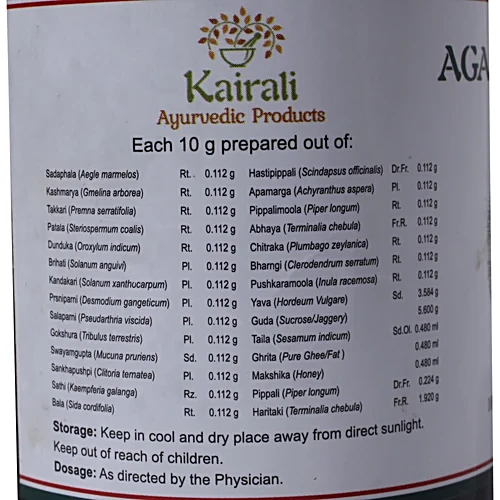 Kairali
Ayurvedic Products
AGA
Each 10 g prepared out of:
Sadaphala (Aegle marmelos) Rt. 0.112 g
Kashmarya (Gmelina arborea) Rt. 0.112 g
Takkari (Premna serratifolia) Rt. 0.112 g
Patala (Steriospermum coalis) Rt. 0.112 g
Dunduka (Oroxylum indicum) Rt. 0.112 g
Brihati (Solanum anguivi) Pl. 0.112 g
Kandakari (Solanum xanthocurpum) Pl. 0.112 g
Prsniparni (Desmodium gangeticum) Pl. 0.112 g
Salaparni (Pseudarthria viscida) Pl. 0.112 g
Gokshura (Tribulus terrestris) Pl. 0.112 g
Swayamgupta (Mucuna pruriens) Sd. 0.112 g
Sankhapushpi (Clitoria ternatea) Pl. 0.112 g
Sathi (Kaempferia galanga) Rz. 0.112 g
Bala (Sida cordifolia) Rt. 0.112 g
Hastipippali (Scindapsus officinalis) Dr.Fr. 0.112 g
Apamarga (Achyranthus aspera) Pl. 0.112 g
Pippalimoola (Piper longum) Rt. 0.112 g
Abhaya (Terminalia chebula) Fr.R. 0.112 g
Chitraka (Plumbago zeylanica) Rt. 0.112 g
Bharngi (Clerodendrum serratum) Rt. 0.112 g
Pushkaramoola (Inula racemosa) Rt. 0.112 g
Yava (Hordeum Vulgare) Sd. 3.584 g
Guda (Sucrose/Jaggery) 5.600 g
Taila (Sesamum indicum) Sd.Ol. 0.480 ml
Ghrita (Pure Ghee/Fat ) 0.480 ml
Makshika (Honey) 0.480 ml
Pippali (Piper longum) Dr.Fr. 0.224 g
Haritaki (Terminalia chebula) Fr.R. 1.920 g
Storage: Keep in cool and dry place away from direct sunlight.
Keep out of reach of children.
Dosage: As directed by the Physician.